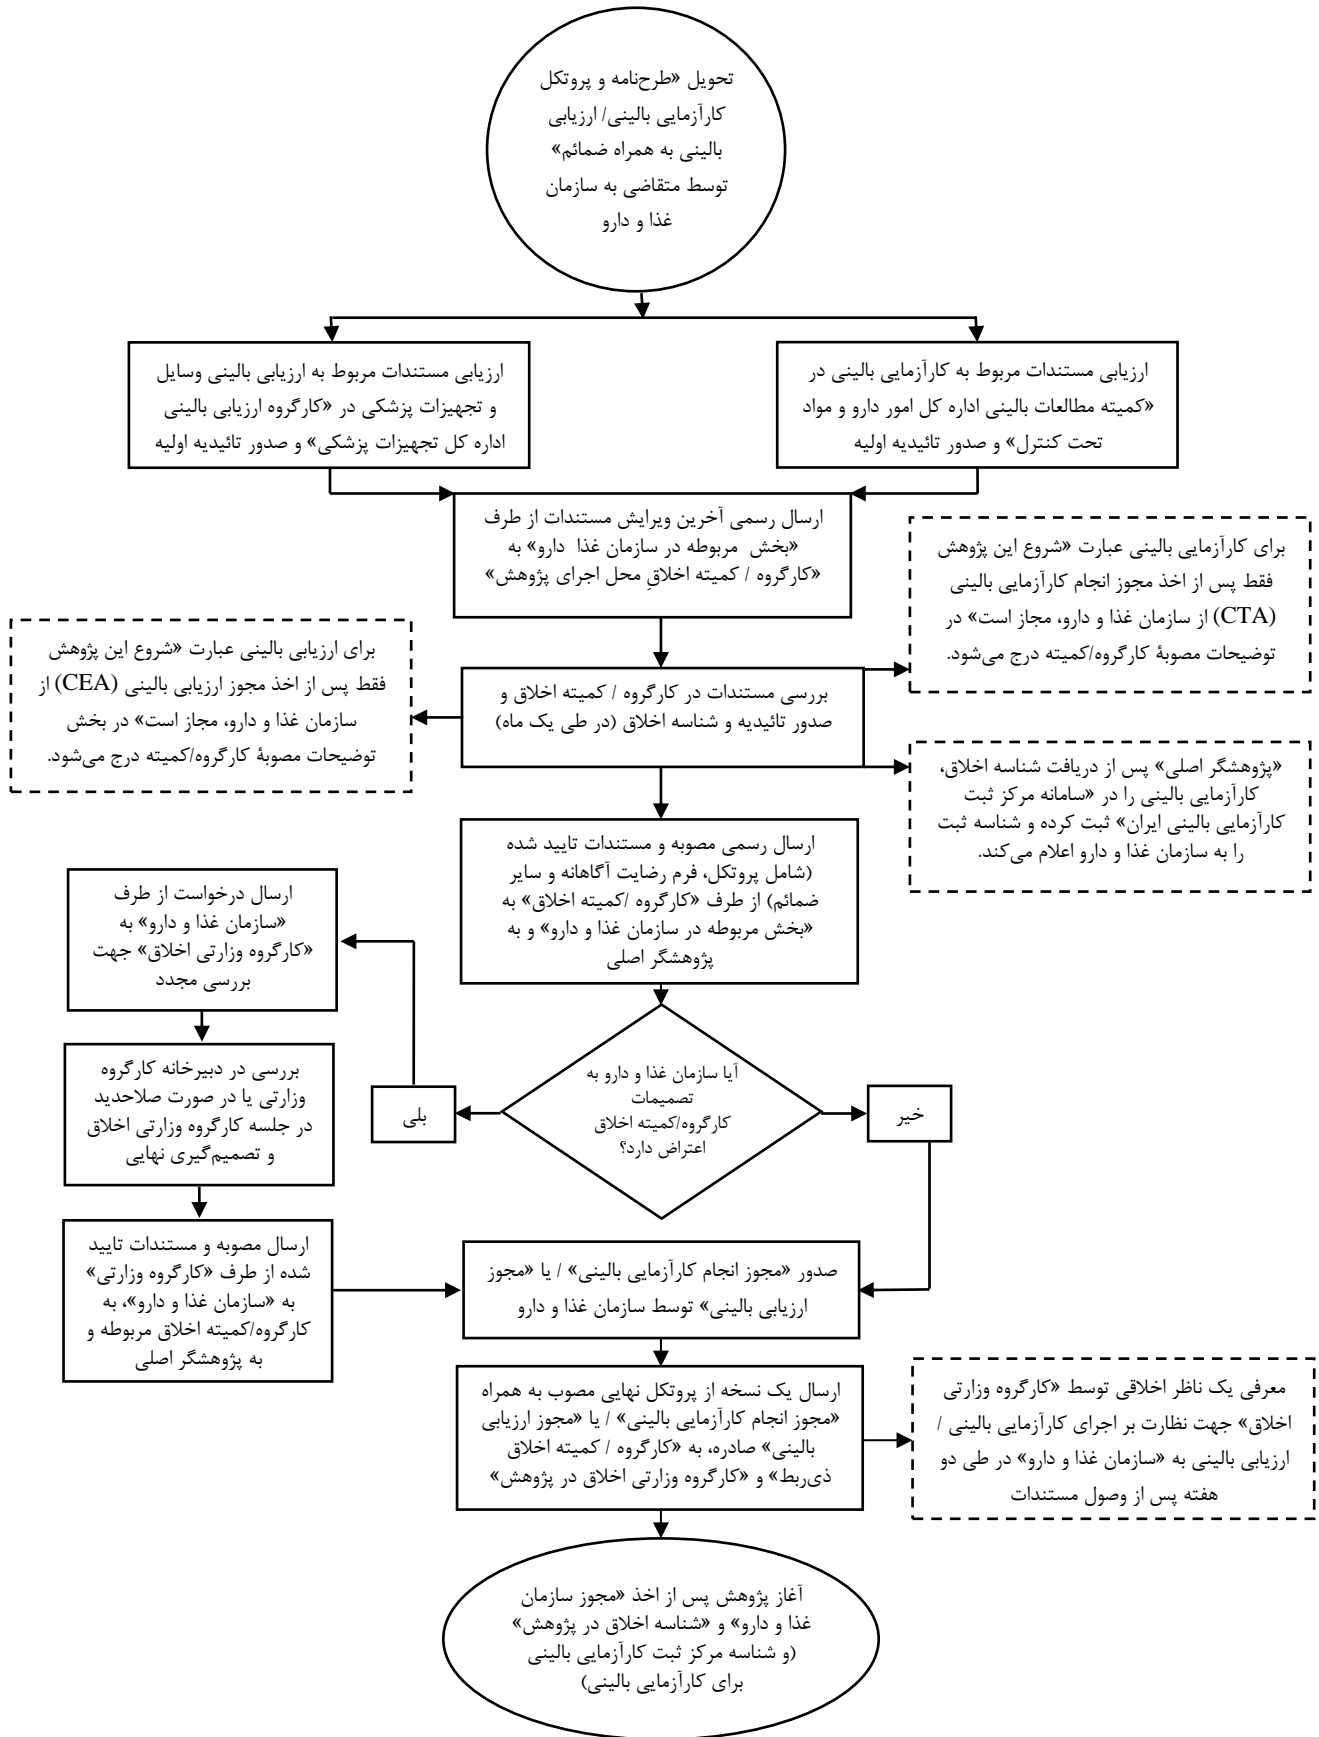 تحویل «طرح‌نامه و پروتکل
کارآزمایی بالینی/ ارزیابی
بالینی به همراه ضمائم»
توسط متقاضی به سازمان
غذا و دارو
ارزیابی مستندات مربوط به کارآزمایی بالینی در
«کمیته مطالعات بالینی اداره کل امور دارو و مواد
تحت کنترل» و صدور تائیدیه اولیه
ارزیابی مستندات مربوط به ارزیابی بالینی وسایل
و تجهیزات پزشکی در «کارگروه ارزیابی بالینی
اداره کل تجهیزات پزشکی» و صدور تائیدیه اولیه
ارسال رسمی آخرین ویرایش مستندات از طرف
«بخش مربوطه در سازمان غذا دارو» به
«کارگروه / کمیته اخلاقِ محل اجرای پژوهش»
برای کارآزمایی بالینی عبارت «شروع این پژوهش
فقط پس از اخذ مجوز انجام کارآزمایی بالینی
(CTA) از سازمان غذا و دارو، مجاز است» در
توضیحات مصوبۀ کارگروه/کمیته درج می‌شود.
برای ارزیابی بالینی عبارت «شروع این پژوهش
فقط پس از اخذ مجوز ارزیابی بالینی (CEA) از
سازمان غذا و دارو، مجاز است» در بخش
توضیحات مصوبۀ کارگروه/کمیته درج می‌شود.
بررسی مستندات در کارگروه / کمیته اخلاق و
صدور تائیدیه و شناسه اخلاق (در طی یک ماه)
«پژوهشگر اصلی» پس از دریافت شناسه اخلاق،
کارآزمایی بالینی را در «سامانه مرکز ثبت
کارآزمایی بالینی ایران» ثبت کرده و شناسه ثبت
را به سازمان غذا و دارو اعلام می‌کند.
ارسال رسمی مصوبه و مستندات تایید شده
(شامل پروتکل، فرم رضایت آگاهانه و سایر
ضمائم) از طرف «کارگروه /کمیته اخلاق» به
«بخش مربوطه در سازمان غذا و دارو» و به
پژوهشگر اصلی
ارسال درخواست از طرف
«سازمان غذا و دارو» به
«کارگروه وزارتی اخلاق» جهت
بررسی مجدد
آیا سازمان غذا و دارو به
تصمیمات
کارگروه/کمیته اخلاق
اعتراض دارد؟
خیر
بلی
بررسی در دبیرخانه کارگروه
وزارتی یا در صورت صلاحدید
در جلسه کارگروه وزارتی اخلاق
و تصمیم‌گیری نهایی
ارسال مصوبه و مستندات تایید
شده از طرف «کارگروه وزارتی»
به «سازمان غذا و دارو»، به
کارگروه/کمیته اخلاق مربوطه و
به پژوهشگر اصلی
صدور «مجوز انجام کارآزمایی بالینی» / یا «مجوز
ارزیابی بالینی» توسط سازمان غذا و دارو
ارسال یک نسخه از پروتکل نهایی مصوب به همراه
«مجوز انجام کارآزمایی بالینی» / یا «مجوز ارزیابی
بالینی» صادره، به «کارگروه / کمیته اخلاق
ذی‌ربط» و «کارگروه وزارتی اخلاق در پژوهش»
معرفی یک ناظر اخلاقی توسط «کارگروه وزارتی
اخلاق» جهت نظارت بر اجرای کارآزمایی بالینی /
ارزیابی بالینی به «سازمان غذا و دارو» در طی دو
هفته پس از وصول مستندات
آغاز پژوهش پس از اخذ «مجوز سازمان
غذا و دارو» و «شناسه اخلاق در پژوهش»
(و شناسه مرکز ثبت کارآزمایی بالینی
برای کارآزمایی بالینی)